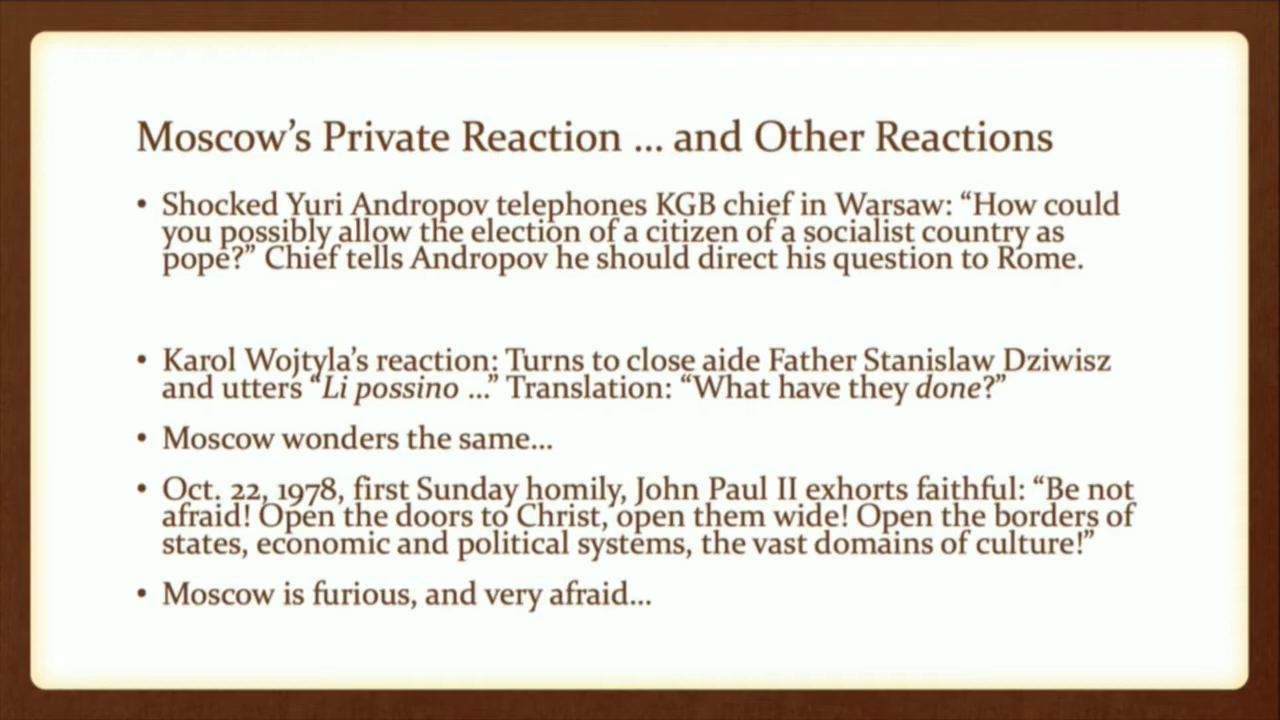 Moscow’s Private Reaction ... and Other Reactions
• Shocked Yuri Andropov telephones KGB chief in Warsaw: “How could
you possibly allow the election of a citizen of a socialist country as
pope?” Chief tells Andropov he should direct his question to Rome.
• Karol Wojtyla’s reaction: Turns to close aide Father Stanislaw Dziwisz
and utters “Li possino ...” Translation: “What have they done?”
• Moscow wonders the same...
• Oct. 22, 1978, first Sunday homily, John Paul II exhorts faithful: “Be not
afraid! Open the doors to Christ, open them wide! Open the borders of
states, economic and political systems, the vast domains of culture!”
• Moscow is furious, and very afraid...